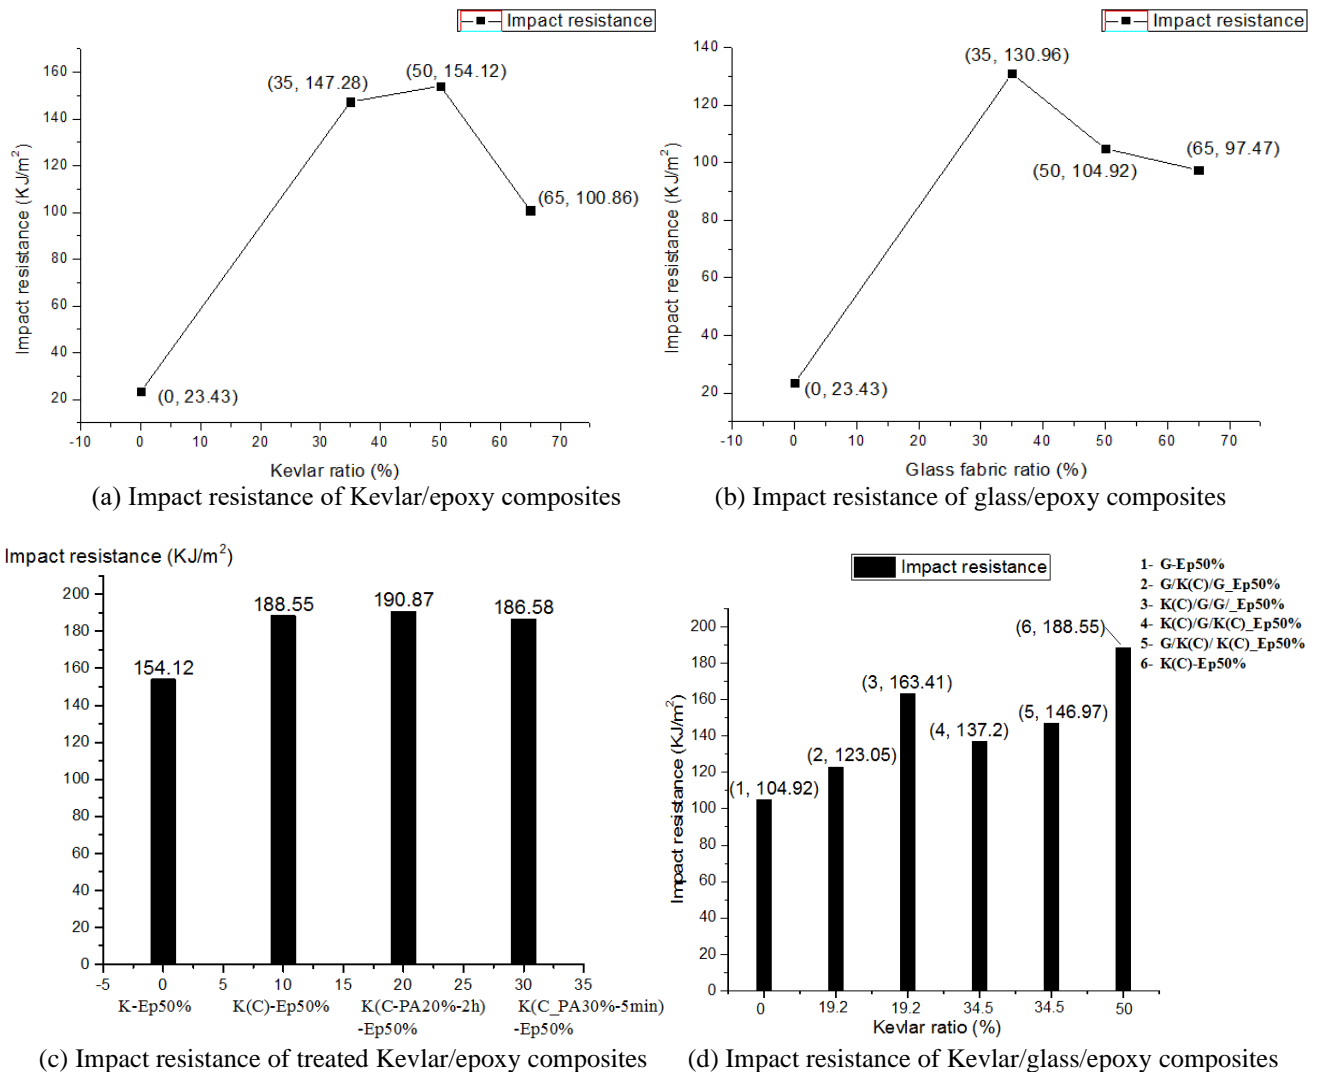 Impact resistance
Impact resistance (KJ/m²)
160
140
120
100
80
60
40
20
(35, 147.28)
(50, 154.12)
(65, 100.86)
(0, 23.43)
-10 0 10 20 30 40 50 60 70
Kevlar ratio (%)
(a) Impact resistance of Kevlar/epoxy composites
Impact resistance
Impact resistance (KJ/m²)
140
120
100
80
60
40
20
(35, 130.96)
(50, 104.92)
(65, 97.47)
(0, 23.43)
-10 0 10 20 30 40 50 60 70
Glass fabric ratio (%)
(b) Impact resistance of glass/epoxy composites
Impact resistance (KJ/m²)
200
180
160
140
120
100
80
60
40
20
0
154.12
188.55
190.87
186.58
-5 0 5 10 15 20 25 30 35
K-Ep50% K(C)-Ep50% K(C-PA20%-2h) K(C_PA30%-5min)
-Ep50% -Ep50%
(c) Impact resistance of treated Kevlar/epoxy composites
Impact resistance
1- G-Ep50%
2- G/K(C)/G_Ep50%
3- K(C)/G/G/_Ep50%
4- K(C)/G/K(C)_Ep50%
5- G/K(C)/ K(C)_Ep50%
6- K(C)-Ep50%
Impact resistance (KJ/m²)
200
180
160
140
120
100
80
60
40
20
0
(1, 104.92)
(2, 123.05)
(3, 163.41)
(4, 137.2)
(5, 146.97)
(6, 188.55)
0 19.2 19.2 34.5 34.5 50
Kevlar ratio (%)
(d) Impact resistance of Kevlar/glass/epoxy composites